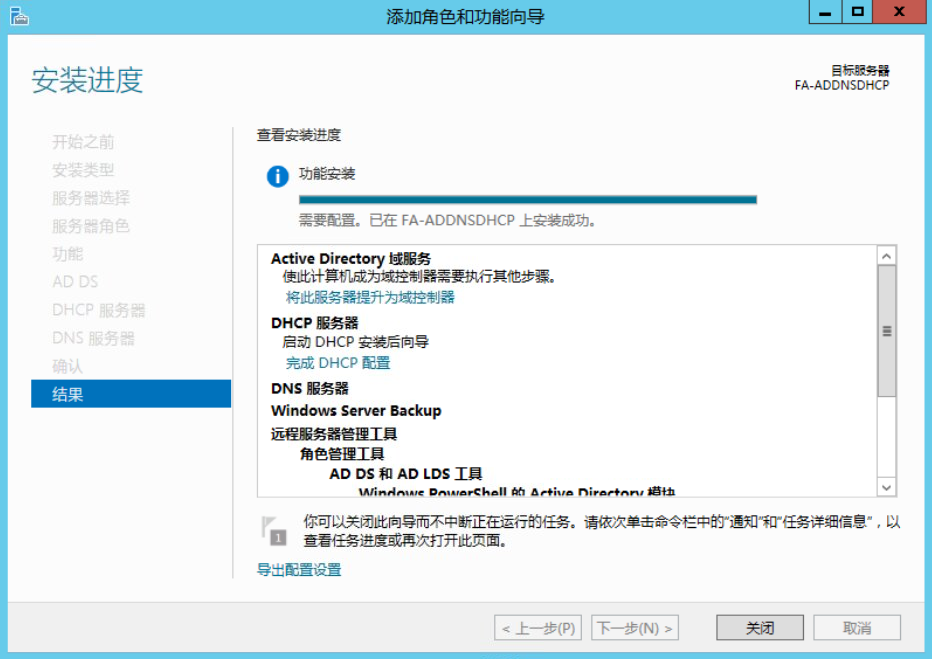 添加角色和功能向导
安装进度
目标服务器
FA-ADDNSDHCP
开始之前
安装类型
服务器选择
服务器角色
功能
AD DS
DHCP 服务器
DNS 服务器
确认
结果
查看安装进度
功能安装
需要配置。已在 FA-ADDNSDHCP 上安装成功。
Active Directory 域服务
使此计算机成为域控制器需要执行其他步骤。
将此服务器提升为域控制器
DHCP 服务器
启动 DHCP 安装后向导
完成 DHCP 配置
DNS 服务器
Windows Server Backup
远程服务器管理工具
角色管理工具
AD DS 和 AD LDS 工具
Windows PowerShell 的 Active Directory 模块
1
你可以关闭此向导而不中断正在运行的任务。请依次单击命令栏中的"通知"和"任务详细信息"，以
查看任务进度或再次打开此页面。
导出配置设置
< 上一步(P)
下一步(N) >
关闭
取消